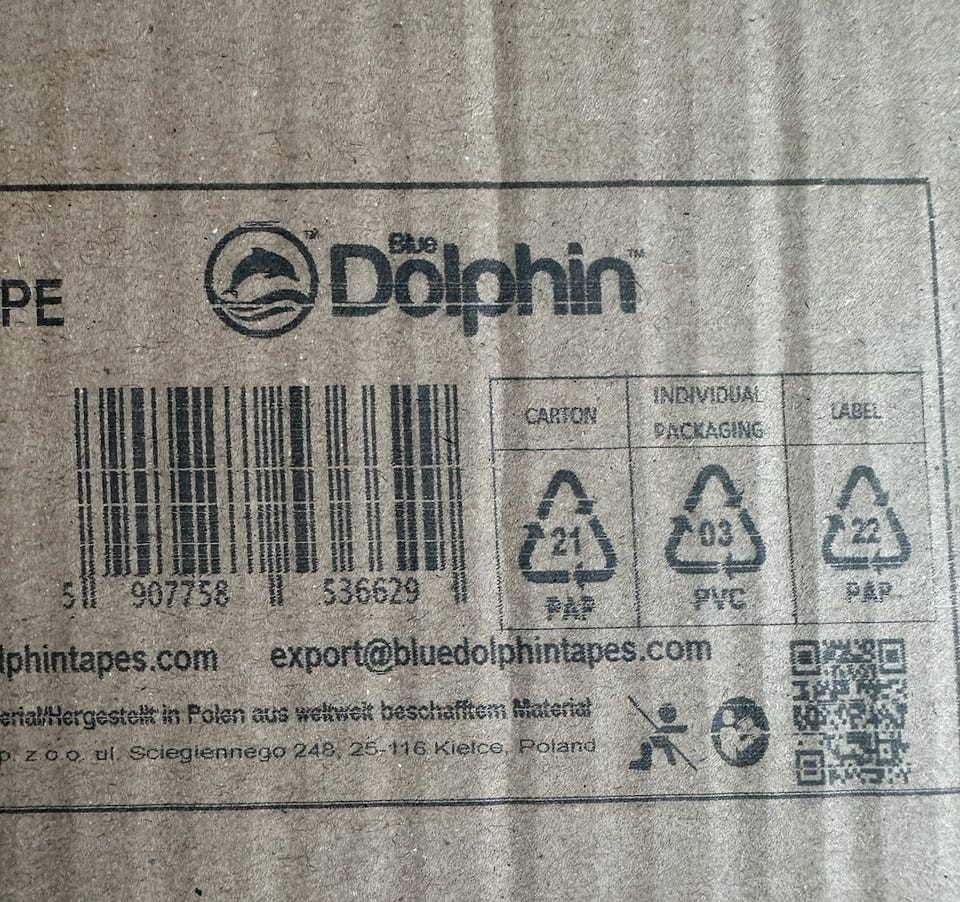 PE
Blue
Dolphin™
CARTON
INDIVIDUAL
PACKAGING
LABEL
21
PAP
03
PVC
22
PAP
5 907758 536629
lphintapes.com export@bluedolphintapes.com
erial/Hergestellt in Polen aus weltweit beschafftem Material
p. z o.o. ul. Sciegiennego 248, 25-116 Kielce, Poland